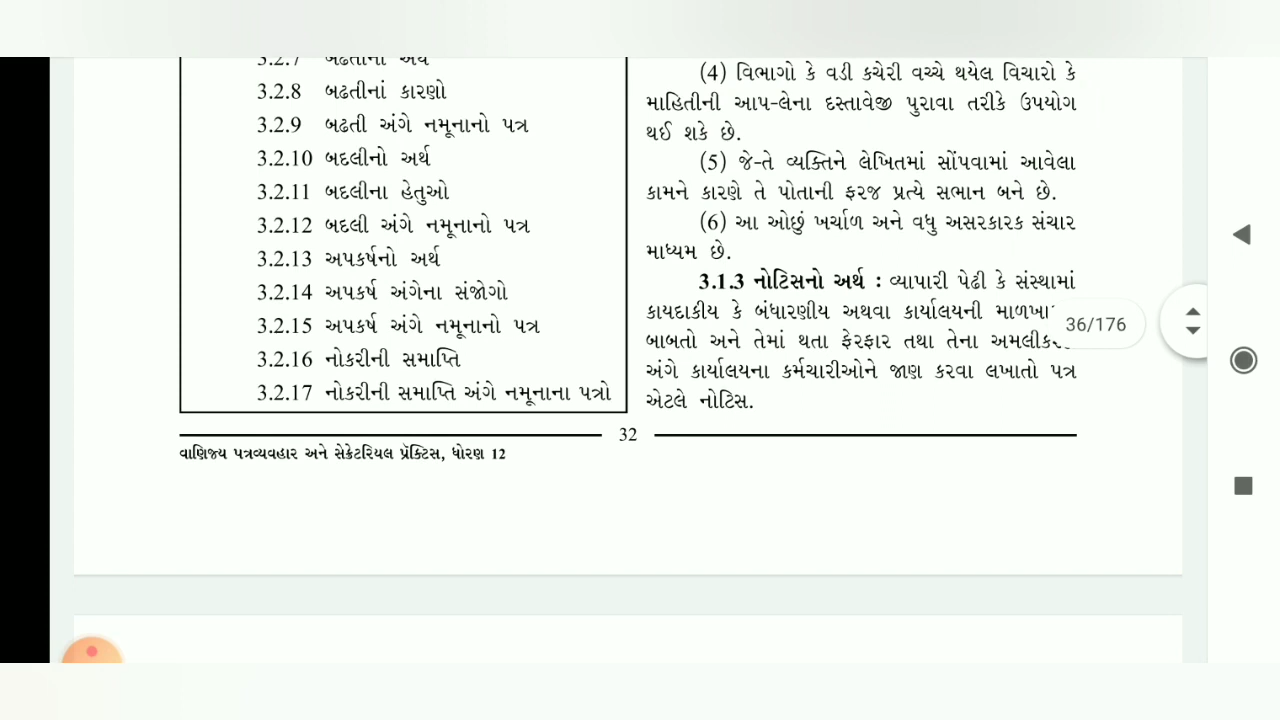 3.2.7 બઢતીનો અર્થ
3.2.8 બઢતીનાં કારણો
3.2.9 બઢતી અંગે નમૂનાનો પત્ર
3.2.10 બદલીનો અર્થ
3.2.11 બદલીના હેતુઓ
3.2.12 બદલી અંગે નમૂનાનો પત્ર
3.2.13 અપકર્ષનો અર્થ
3.2.14 અપકર્ષ અંગેના સંજોગો
3.2.15 અપકર્ષ અંગે નમૂનાનો પત્ર
3.2.16 નોકરીની સમાપ્તિ
3.2.17 નોકરીની સમાપ્તિ અંગે નમૂનાના પત્રો
(4) વિભાગો કે વડી કચેરી વચ્ચે થયેલ વિચારો કે
માહિતીની આપ-લેના દસ્તાવેજી પુરાવા તરીકે ઉપયોગ
થઈ શકે છે.
(5) જે-તે વ્યક્તિને લેખિતમાં સોંપવામાં આવેલા
કામને કારણે તે પોતાની ફરજ પ્રત્યે સભાન બને છે.
(6) આ ઓછું ખર્ચાળ અને વધુ અસરકારક સંચાર
માધ્યમ છે.
3.1.3 નોટિસનો અર્થ : વ્યાપારી પેઢી કે સંસ્થામાં
કાયદાકીય કે બંધારણીય અથવા કાર્યાલયની
બાબતો અને તેમાં થતા ફેરફાર તથા તેના
અંગે કાર્યાલયના કર્મચારીઓને જાણ કરવા લખાતો પત્ર
એટલે નોટિસ.
36/176
32
વાણિજ્ય પત્રવ્યવહાર અને સેક્રેટરિયલ પ્રૅક્ટિસ, ધોરણ 12